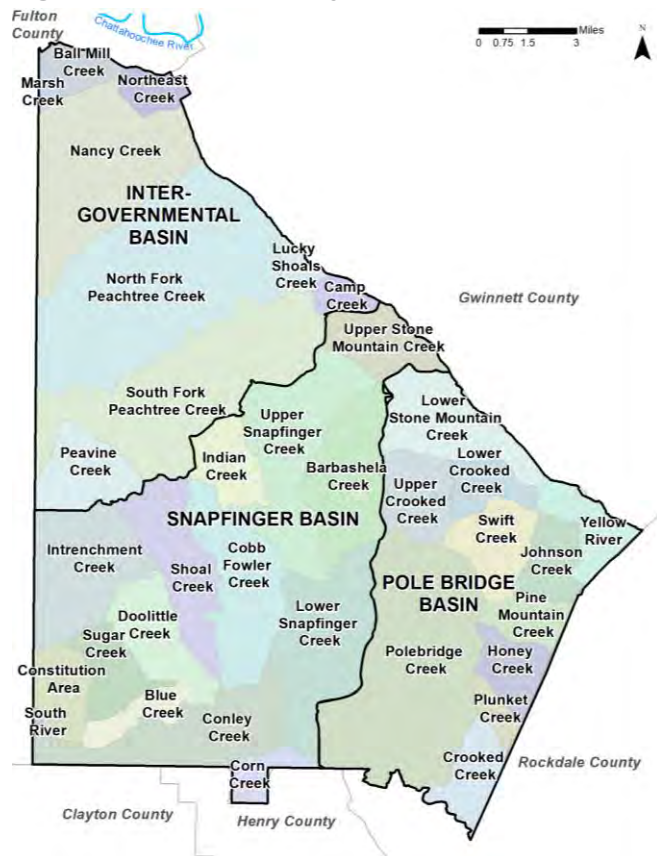 Fulton
County
Chattahoochee River
Miles
0 0.75 1.5 3
N
Ball Mill
Creek
Marsh
Creek
Northeast
Creek
Nancy Creek
INTER-
GOVERNMENTAL
BASIN
North Fork
Peachtree Creek
Lucky
Shoals
Creek
Camp
Creek
Gwinnett County
Upper Stone
Mountain Creek
South Fork
Peachtree Creek
Peavine
Creek
Indian
Creek
Upper
Snapfinger
Creek
Barbashela
Creek
Lower
Stone Mountain
Creek
Lower
Crooked
Creek
Upper
Crooked
Creek
Swift
Creek
Yellow
River
Johnson
Creek
SNAPFINGER BASIN
Intrenchment
Creek
Shoal
Creek
Cobb
Fowler
Creek
Lower
Snapfinger
Creek
POLE BRIDGE
BASIN
Pine
Mountain
Creek
Doolittle
Creek
Sugar
Creek
Polebridge
Creek
Honey
Creek
Constitution
Area
South
River
Blue
Creek
Conley
Creek
Plunket
Creek
Crooked
Creek
Corn
Creek
Rockdale County
Clayton County
Henry County